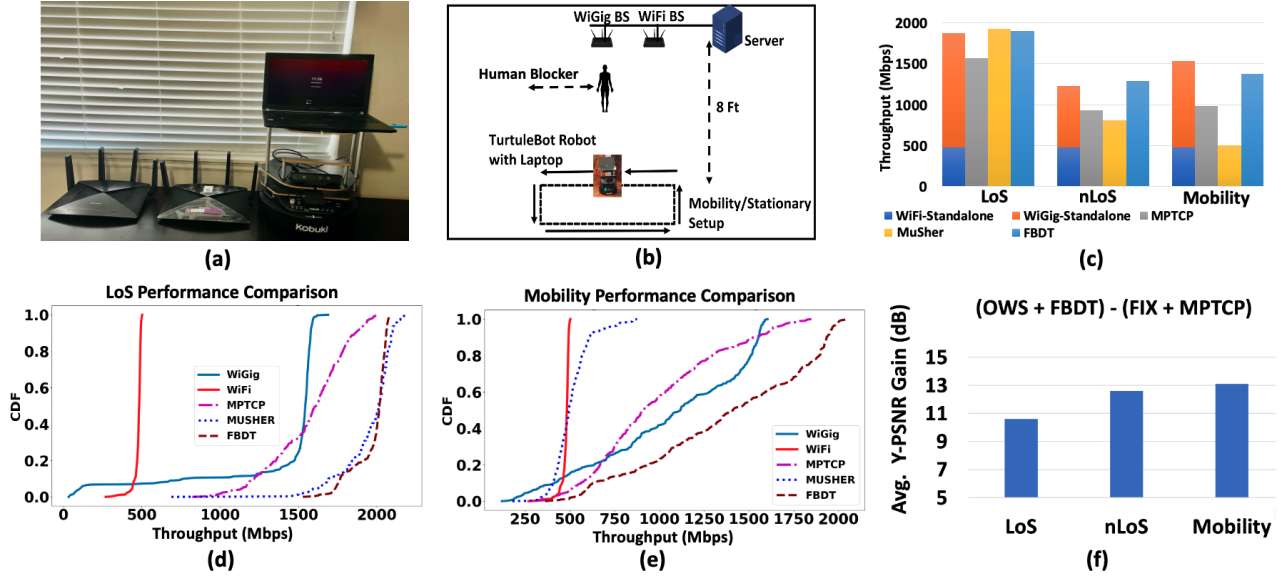 Kobuki
(a)
WiGig BS WiFi BS
Server
Human Blocker
8 Ft
TurtuleBot Robot
with Laptop
Mobility/Stationary
Setup
(b)
Throughput (Mbps)
2000
1500
1000
500
0
LoS nLoS Mobility
WiFi-Standalone WiGig-Standalone MPTCP
MuSher FBDT
(c)
LoS Performance Comparison
CDF
1.0
0.8
0.6
0.4
0.2
0.0
WiGig
WiFi
MPTCP
MUSHER
FBDT
0 500 1000 1500 2000
Throughput (Mbps)
(d)
Mobility Performance Comparison
CDF
1.0
0.8
0.6
0.4
0.2
0.0
WiGig
WiFi
MPTCP
MUSHER
FBDT
250 500 750 1000 1250 1500 1750 2000
Throughput (Mbps)
(e)
(OWS + FBDT) - (FIX + MPTCP)
Avg. Y-PSNR Gain (dB)
15
13
11
9
7
5
LoS nLoS Mobility
(f)